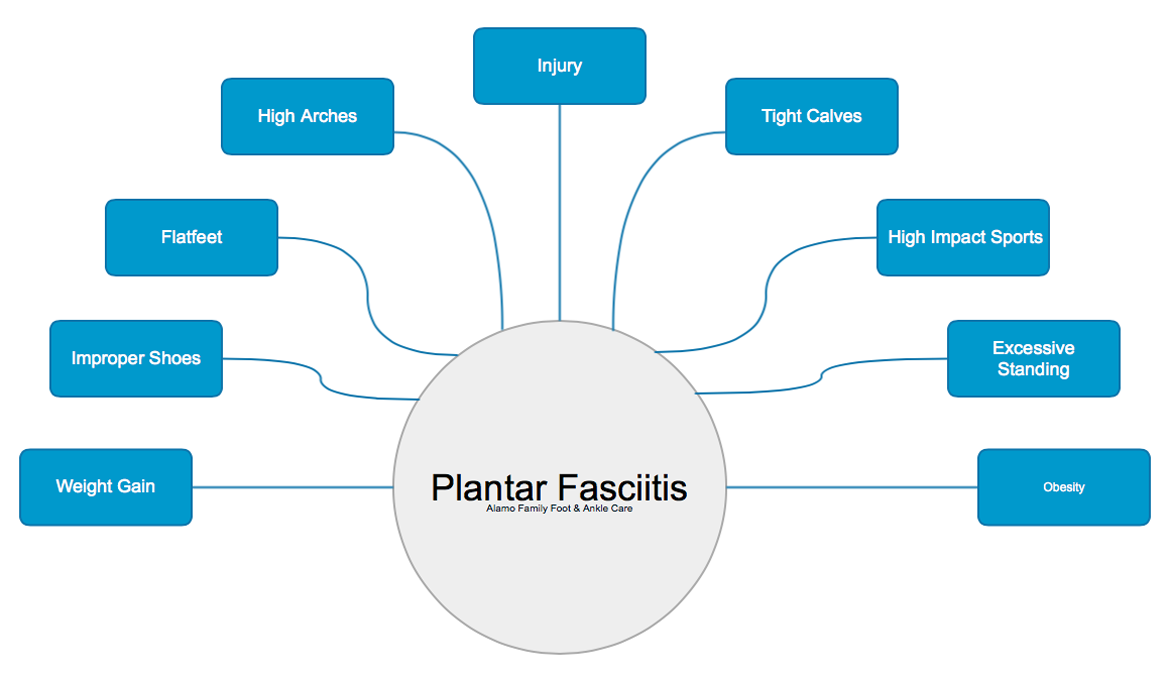 Injury
High Arches
Tight Calves
Flatfeet
High Impact Sports
Improper Shoes
Excessive
Standing
Weight Gain
Plantar Fasciitis
Alamo Family Foot & Ankle Care
Obesity